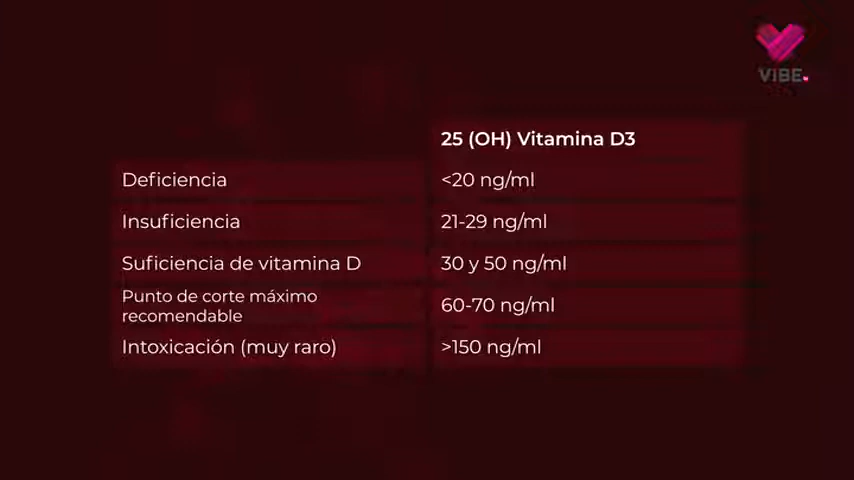 VIBE
25 (OH) Vitamina D3
Deficiencia <20 ng/ml
Insuficiencia 21-29 ng/ml
Suficiencia de vitamina D 30 y 50 ng/ml
Punto de corte máximo
recomendable 60-70 ng/ml
Intoxicación (muy raro) >150 ng/ml